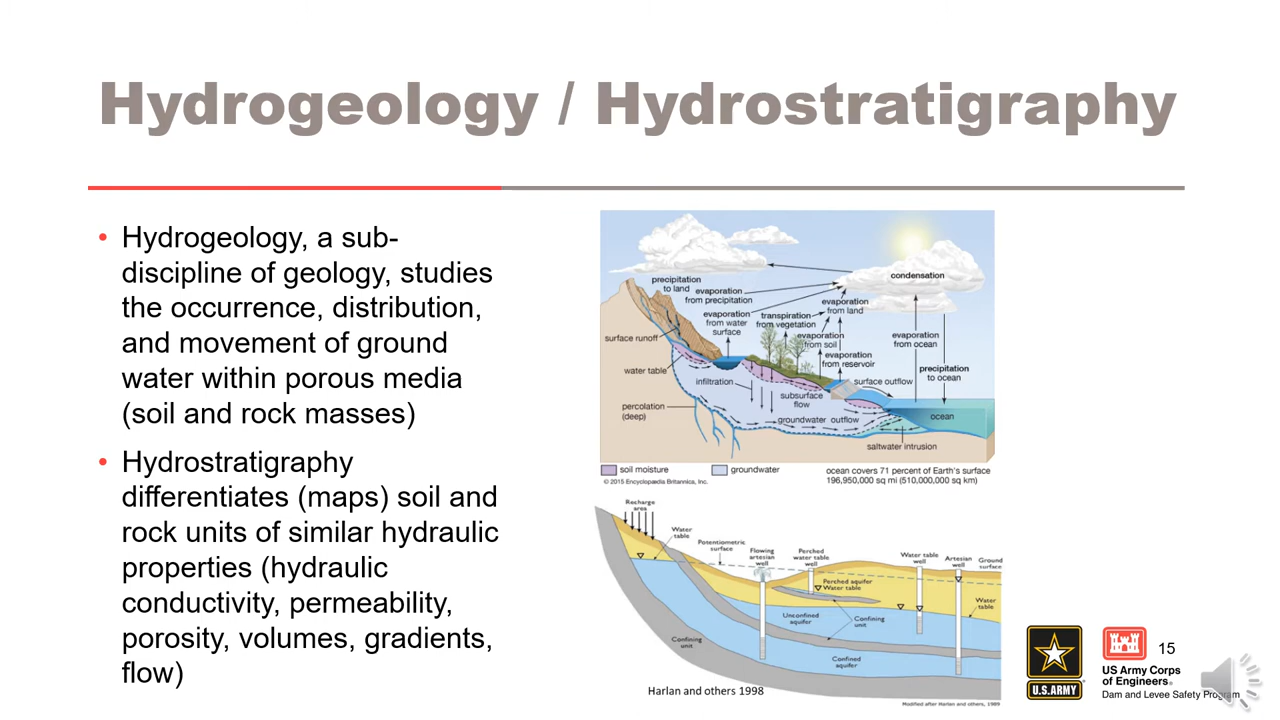 Hydrogeology / Hydrostratigraphy
• Hydrogeology, a sub-
discipline of geology, studies
the occurrence, distribution,
and movement of ground
water within porous media
(soil and rock masses)
• Hydrostratigraphy
differentiates (maps) soil and
rock units of similar hydraulic
properties (hydraulic
conductivity, permeability,
porosity, volumes, gradients,
flow)
condensation
precipitation
to land
evaporation
from precipitation
evaporation
from land
evaporation
from water
surface
transpiration
from vegetation
surface runoff
evaporation
from soil
evaporation
from ocean
evaporation
from reservoir
water table
precipitation
to ocean
infiltration
surface outflow
subsurface
flow
percolation
(deep)
groundwater outflow
ocean
saltwater intrusion
soil moisture
groundwater
ocean covers 71 percent of Earth's surface
196,950,000 sq mi (510,000,000 sq km)
© 2015 Encyclopædia Britannica, Inc.
Recharge
area
Water
table
Potentiometric
surface
Flowing
artesian
well
Perched
water table
well
Water table
well
Artesian
well
Ground
surface
Perched aquifer
Water table
Water
table
Unconfined
aquifer
Confining
unit
Confining
unit
Confined
aquifer
Harlan and others 1998
Modified after Harlan and others, 1989
U.S.ARMY
15
US Army Corps
of Engineers®
Dam and Levee Safety Program